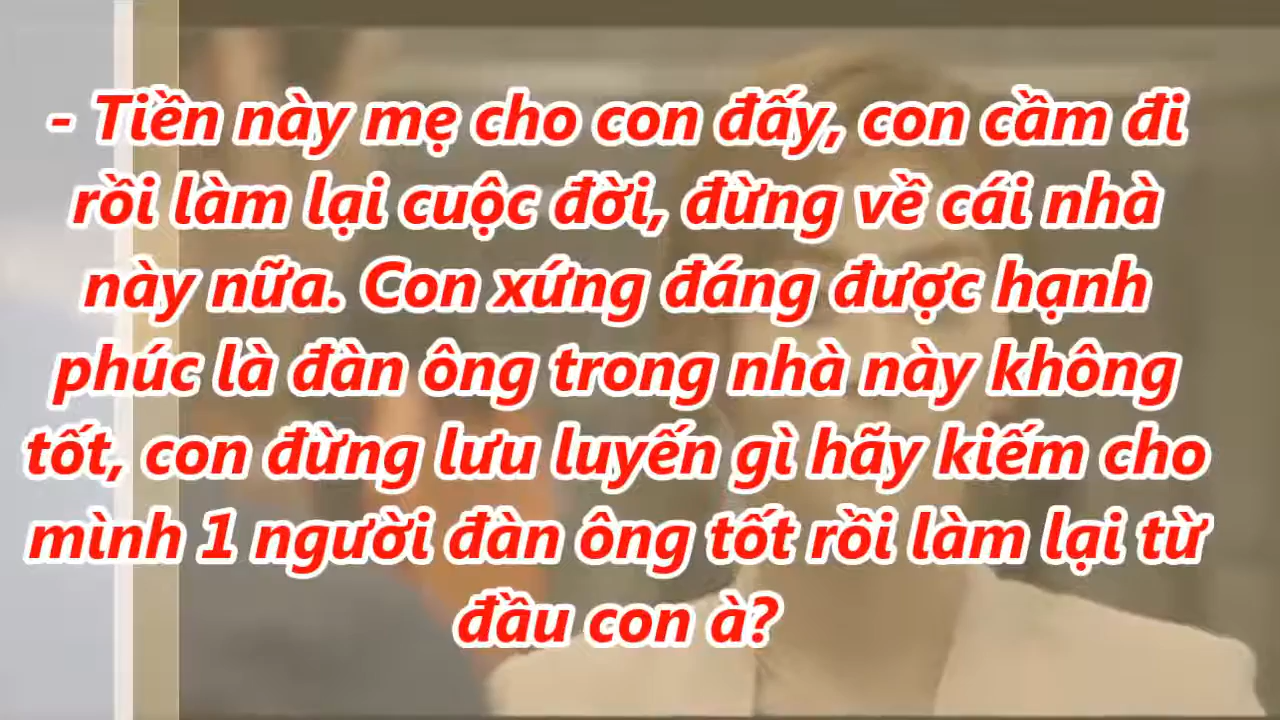 - Tiền này mẹ cho con đấy, con cầm đi
rồi làm lại cuộc đời, đừng về cái nhà
này nữa. Con xứng đáng được hạnh
phúc là đàn ông trong nhà này không
tốt, con đừng lưu luyến gì hãy kiếm cho
mình 1 người đàn ông tốt rồi làm lại từ
đầu con à?